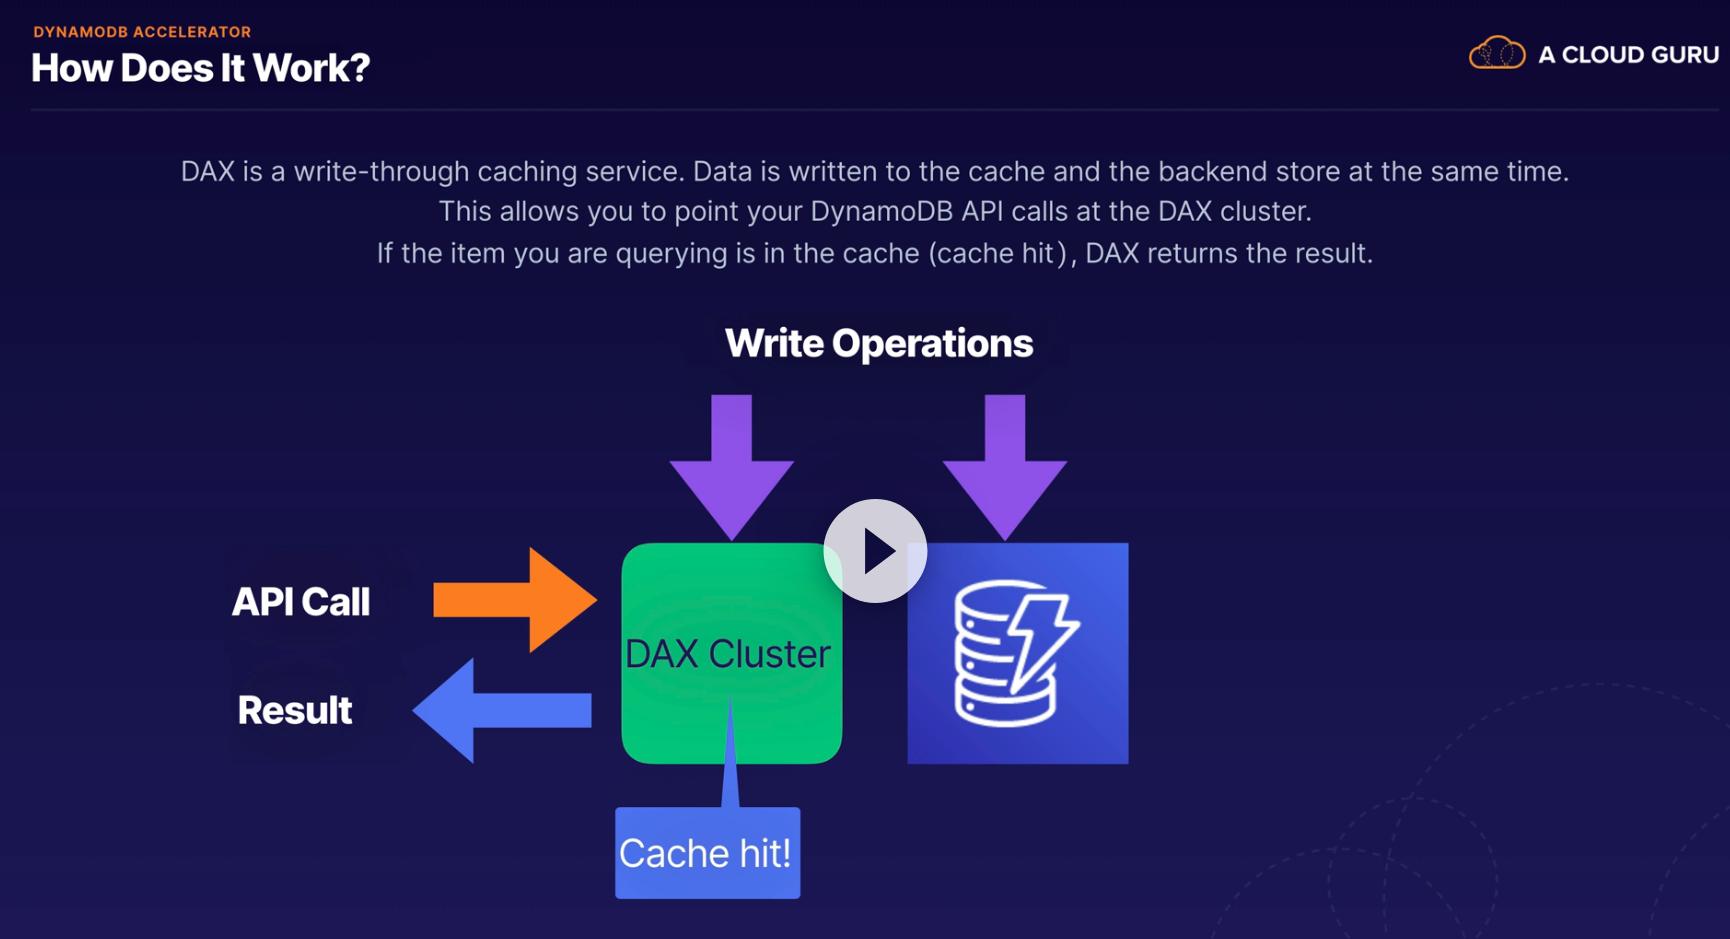 DYNAMODB ACCELERATOR
How Does It Work?
A CLOUD GURU
DAX is a write-through caching service. Data is written to the cache and the backend store at the same time.
This allows you to point your DynamoDB API calls at the DAX cluster.
If the item you are querying is in the cache (cache hit), DAX returns the result.
Write Operations
API Call
DAX Cluster
Result
Cache hit!